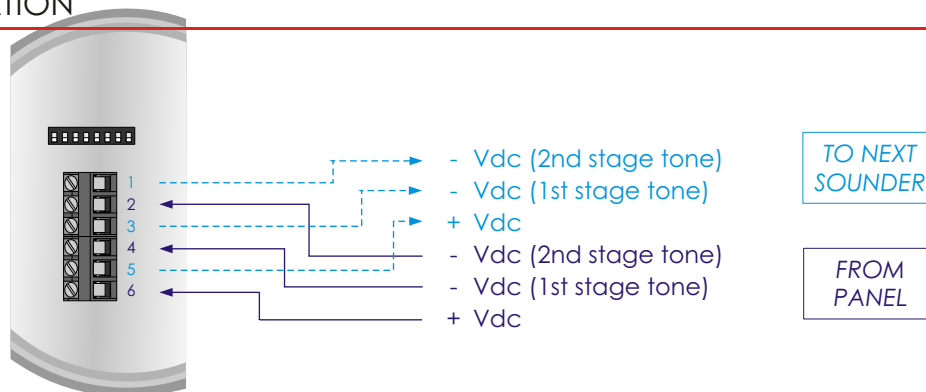 1
2
3
4
5
6
- Vdc (2nd stage tone)
- Vdc (1st stage tone)
+ Vdc
- Vdc (2nd stage tone)
- Vdc (1st stage tone)
+ Vdc
TO NEXT
SOUNDER
FROM
PANEL